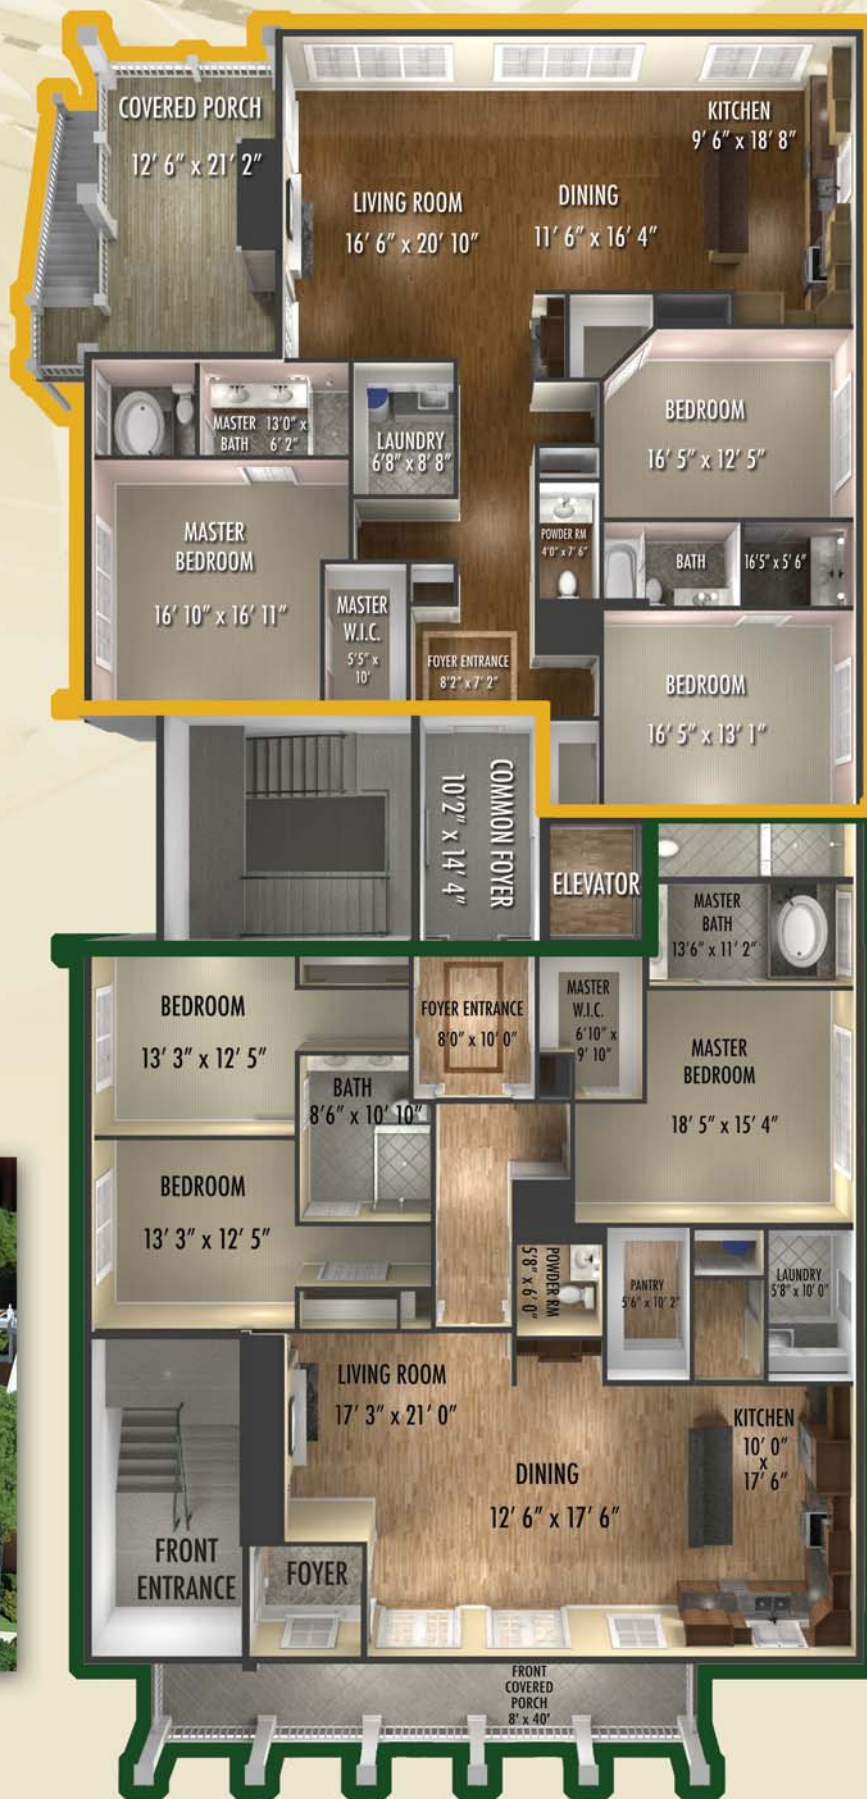 COVERED PORCH
12' 6" x 21' 2"
KITCHEN
9' 6" x 18' 8"
LIVING ROOM
16' 6" x 20' 10"
DINING
11' 6" x 16' 4"
MASTER BATH 13'0" x 6' 2"
LAUNDRY
6'8" x 8' 8"
BEDROOM
16' 5" x 12' 5"
MASTER
BEDROOM
16' 10" x 16' 11"
POWDER RM
4'0" x 7' 6"
BATH 16'5" x 5' 6"
MASTER
W.I.C.
5'5" x
10'
FOYER ENTRANCE
8'2" x 7' 2"
BEDROOM
16' 5" x 13' 1"
COMMON FOYER
10'2" x 14' 4"
ELEVATOR
MASTER
BATH
13'6" x 11' 2"
BEDROOM
13' 3" x 12' 5"
FOYER ENTRANCE
8'0" x 10' 0"
MASTER
W.I.C.
6'10" x
9' 10"
MASTER
BEDROOM
18' 5" x 15' 4"
BATH
8'6" x 10' 10"
BEDROOM
13' 3" x 12' 5"
POWDER RM
5'8" x 6' 0"
PANTRY
5'6" x 10' 2"
LAUNDRY
5'8" x 10' 0"
LIVING ROOM
17' 3" x 21' 0"
DINING
12' 6" x 17' 6"
KITCHEN
10' 0"
x
17' 6"
FRONT
ENTRANCE
FOYER
FRONT
COVERED
PORCH
8' x 40'